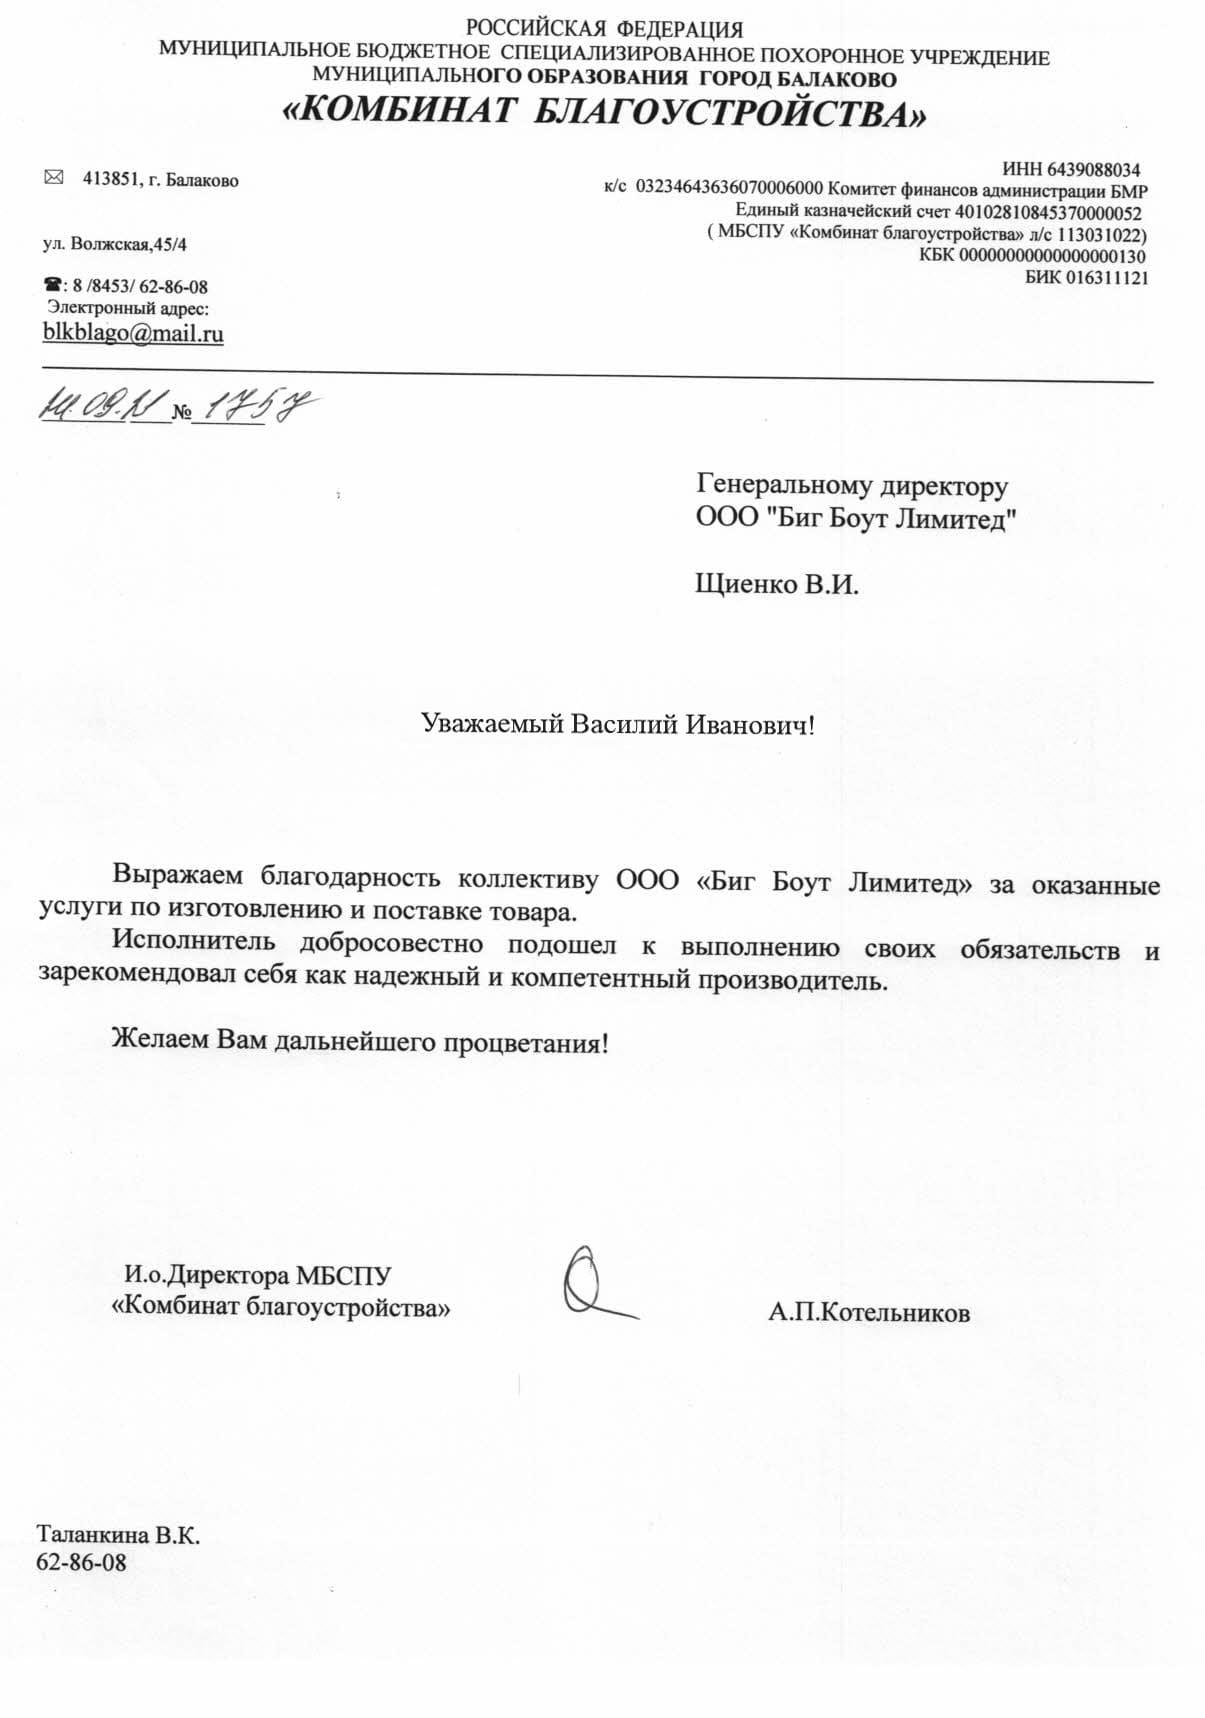 РОССИЙСКАЯ ФЕДЕРАЦИЯ
МУНИЦИПАЛЬНОЕ БЮДЖЕТНОЕ СПЕЦИАЛИЗИРОВАННОЕ ПОХОРОННОЕ УЧРЕЖДЕНИЕ
МУНИЦИПАЛЬНОГО ОБРАЗОВАНИЯ ГОРОД БАЛАКОВО
«КОМБИНАТ БЛАГОУСТРОЙСТВА»
413851, г. Балаково
ул. Волжская,45/4
: 8 /8453/ 62-86-08
Электронный адрес:
blkblago@mail.ru
ИНН 6439088034
к/с 03234643636070006000 Комитет финансов администрации БМР
Единый казначейский счет 40102810845370000052
( МБСПУ «Комбинат благоустройства» л/с 113031022)
КБК 00000000000000000130
БИК 016311121
№ 1757
Генеральному директору
ООО "Биг Боут Лимитед"
Щиенко В.И.
Уважаемый Василий Иванович!
Выражаем благодарность коллективу ООО «Биг Боут Лимитед» за оказанные
услуги по изготовлению и поставке товара.
Исполнитель добросовестно подошел к выполнению своих обязательств и
зарекомендовал себя как надежный и компетентный производитель.
Желаем Вам дальнейшего процветания!
И.о.Директора МБСПУ
«Комбинат благоустройства»
А.П.Котельников
Таланкина В.К.
62-86-08